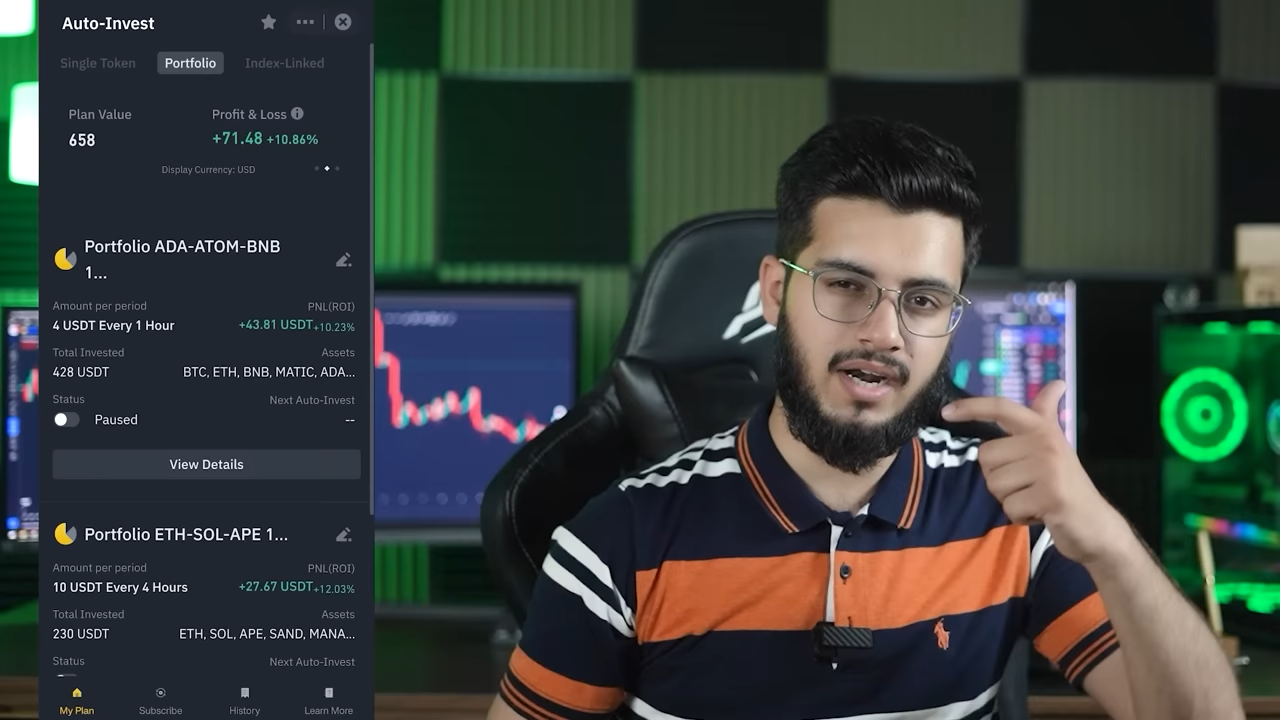 Auto-Invest
Single Token Portfolio Index-Linked
Plan Value Profit & Loss
658 +71.48 +10.86%
Display Currency: USD
Portfolio ADA-ATOM-BNB
1...
Amount per period PNL(ROI)
4 USDT Every 1 Hour +43.81 USDT +10.23%
Total Invested Assets
428 USDT BTC, ETH, BNB, MATIC, ADA...
Status Next Auto-Invest
Paused --
View Details
Portfolio ETH-SOL-APE 1...
Amount per period PNL(ROI)
10 USDT Every 4 Hours +27.67 USDT +12.03%
Total Invested Assets
230 USDT ETH, SOL, APE, SAND, MANA...
Status Next Auto-Invest
My Plan Subscribe History Learn More